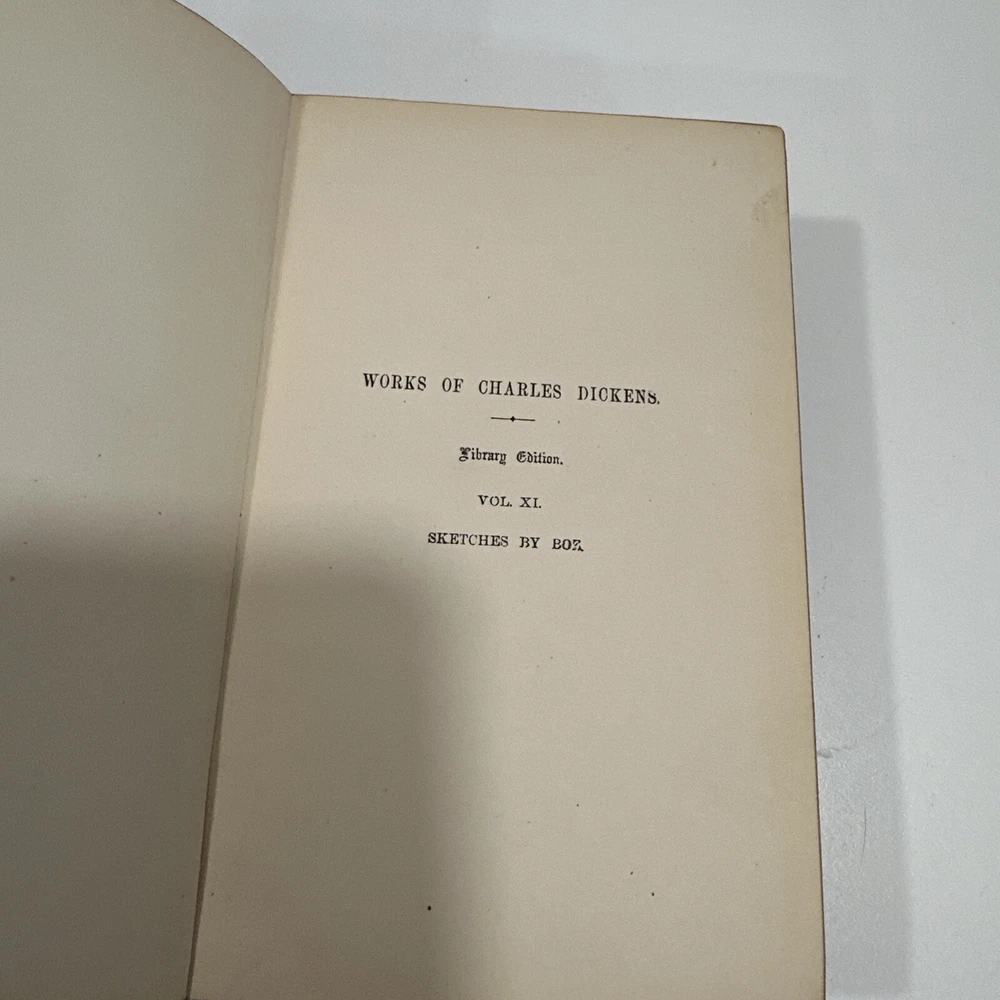 WORKS OF CHARLES DICKENS.
Library Edition.
VOL. XI.
SKETCHES BY BOZ.